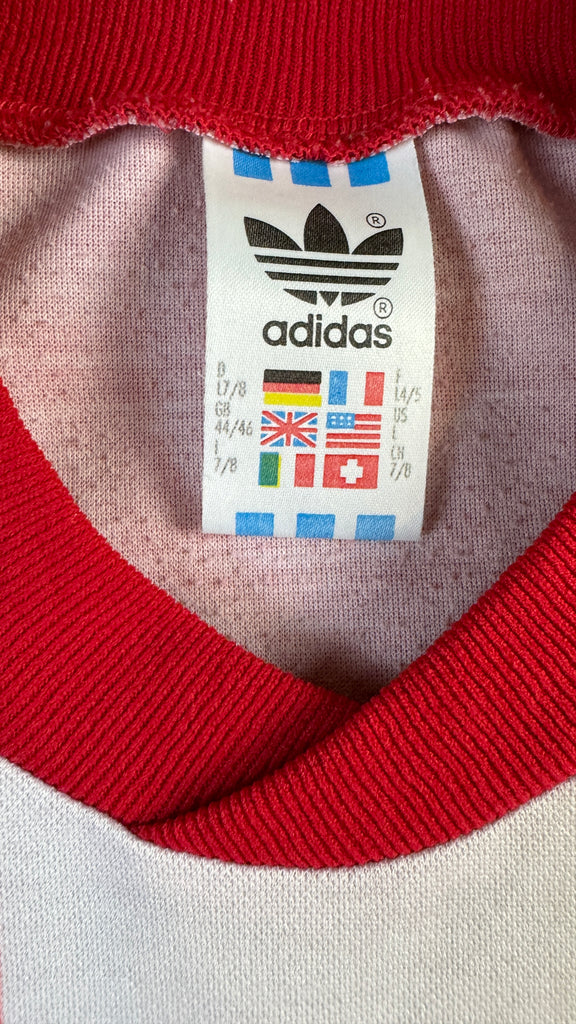 ®
®
adidas
D F
L7/8 L4/5
GB US
44/46 L
I CH
7/8 7/8